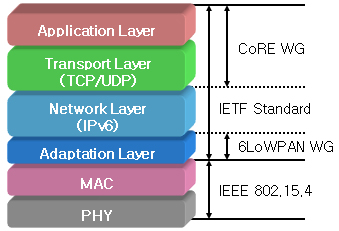 Application Layer
Transport Layer
(TCP/UDP)
Network Layer
(IPv6)
Adaptation Layer
MAC
PHY
CoRE WG
IETF Standard
6LoWPAN WG
IEEE 802.15.4